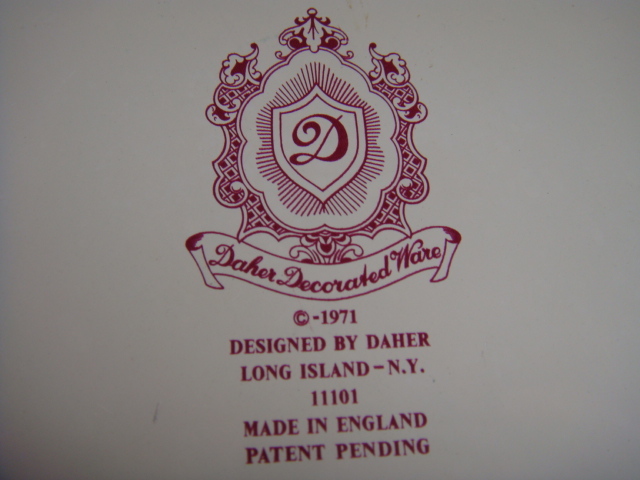 D
Daher Decorated Ware
©-1971
DESIGNED BY DAHER
LONG ISLAND-N.Y.
11101
MADE IN ENGLAND
PATENT PENDING